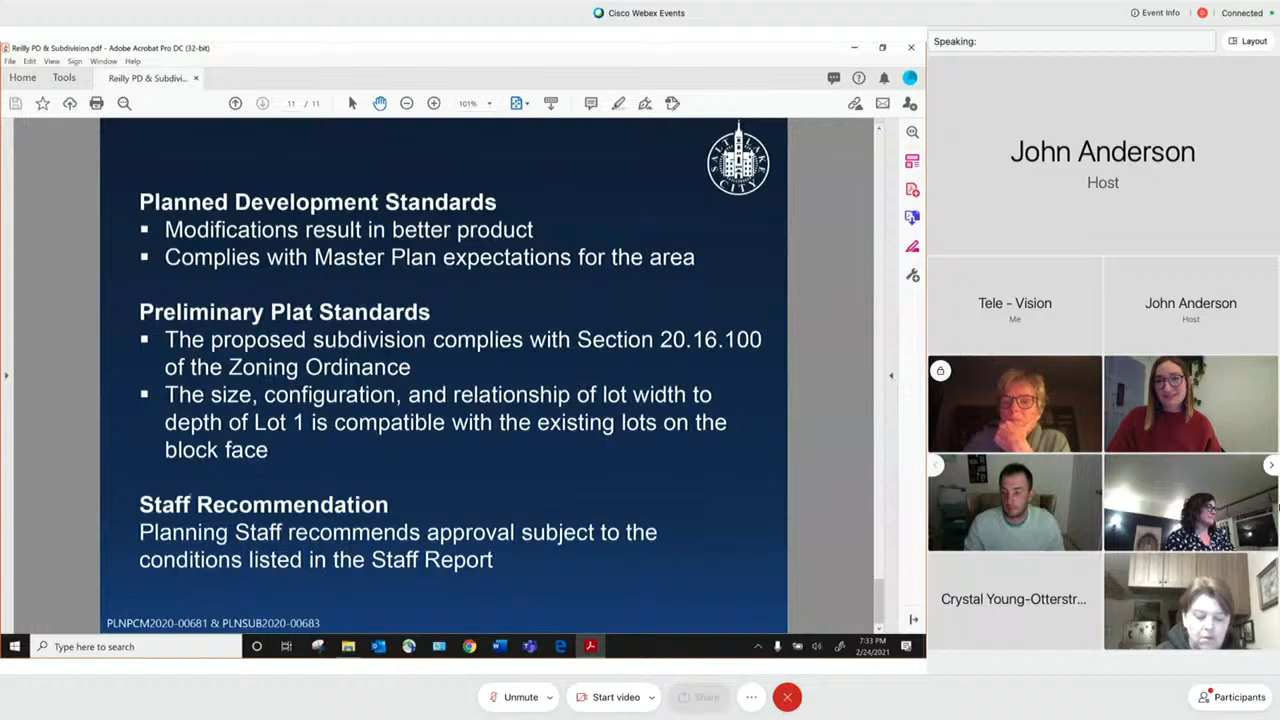 Cisco Webex Events
Event Info
Connected
Reilly PD & Subdivision.pdf - Adobe Acrobat Pro DC (32-bit)
File Edit View Sign Window Help
Home Tools Reilly PD & Subdivi... ×
11 / 11
101%
SALT LAKE CITY
Planned Development Standards
▪ Modifications result in better product
▪ Complies with Master Plan expectations for the area
Preliminary Plat Standards
▪ The proposed subdivision complies with Section 20.16.100
of the Zoning Ordinance
▪ The size, configuration, and relationship of lot width to
depth of Lot 1 is compatible with the existing lots on the
block face
Staff Recommendation
Planning Staff recommends approval subject to the
conditions listed in the Staff Report
PLNPCM2020-00681 & PLNSUB2020-00683
Type here to search
7:33 PM
2/24/2021
Speaking:
Layout
John Anderson
Host
Tele - Vision
Me
John Anderson
Host
Crystal Young-Otterstr...
Unmute
Start video
Share
Participants